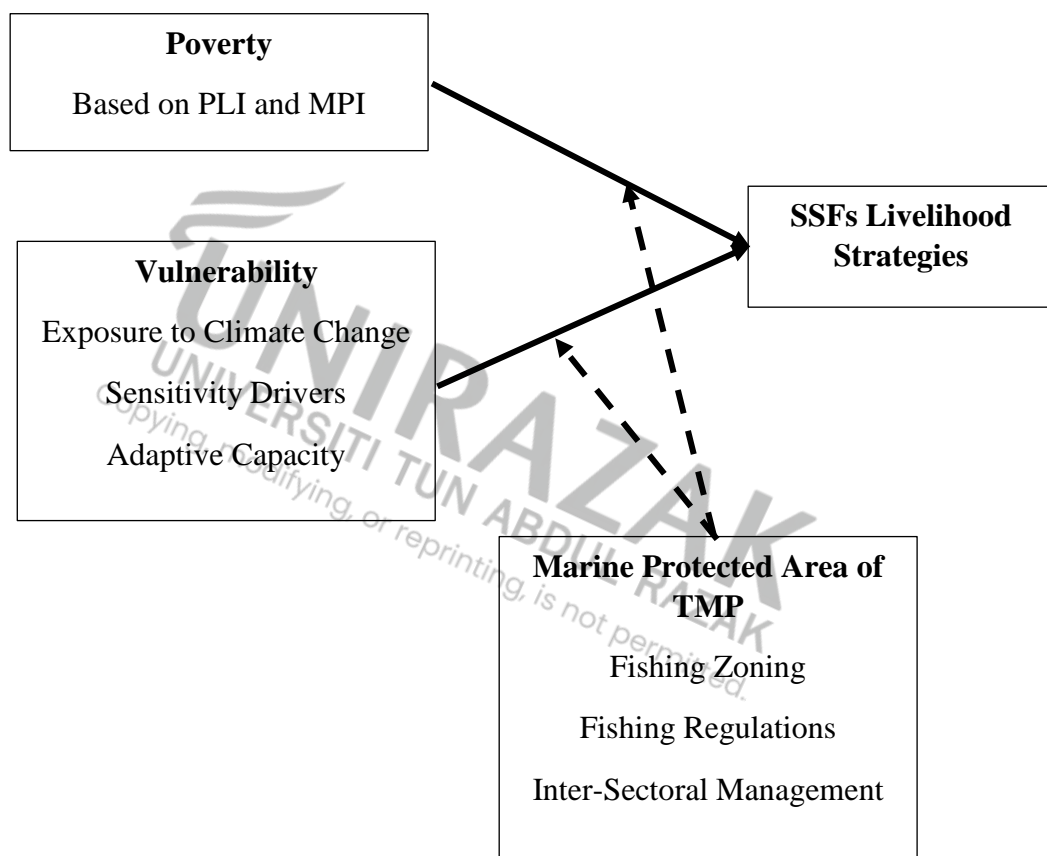 Poverty
Based on PLI and MPI
SSFs Livelihood
Strategies
Vulnerability
Exposure to Climate Change
Sensitivity Drivers
Adaptive Capacity
UNIRAZAK
UNIVERSITI TUN ABDUL RAZAK
Copying, modifying, or reprinting, is not permitted.
Marine Protected Area of
TMP
Fishing Zoning
Fishing Regulations
Inter-Sectoral Management